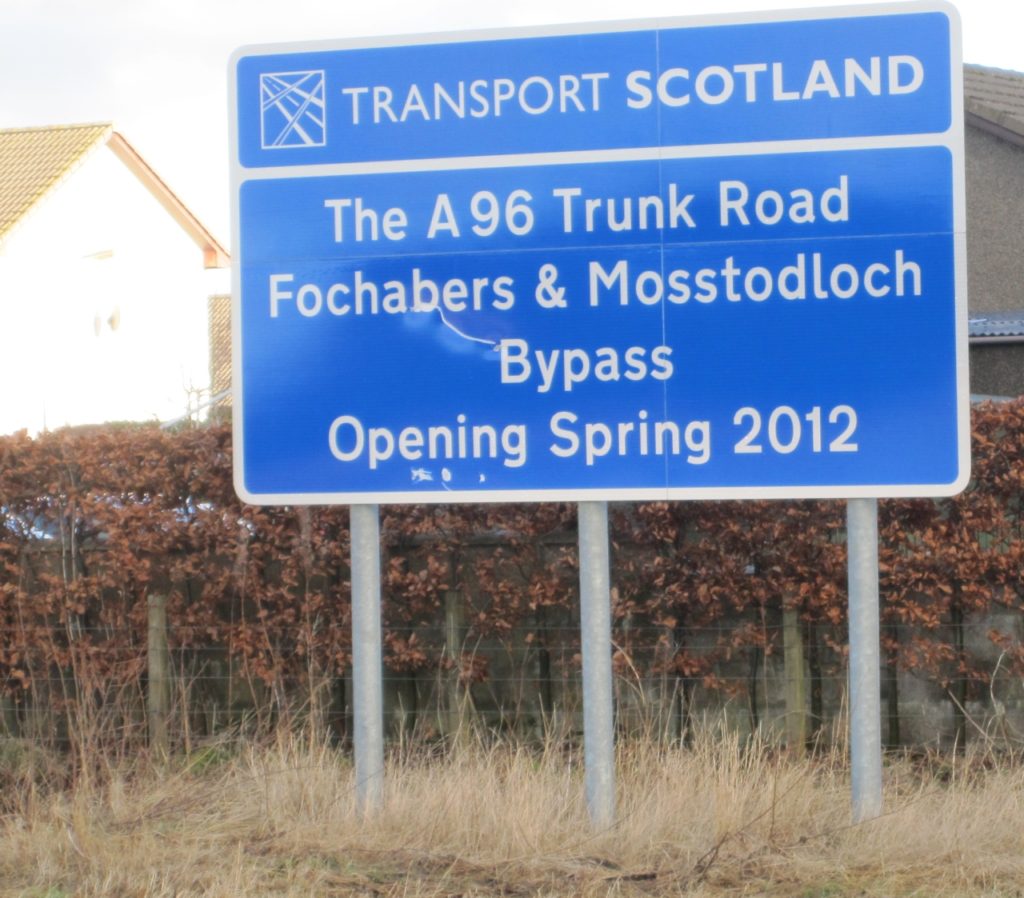 TRANSPORT SCOTLAND
The A96 Trunk Road
Fochabers & Mosstodloch
Bypass
Opening Spring 2012